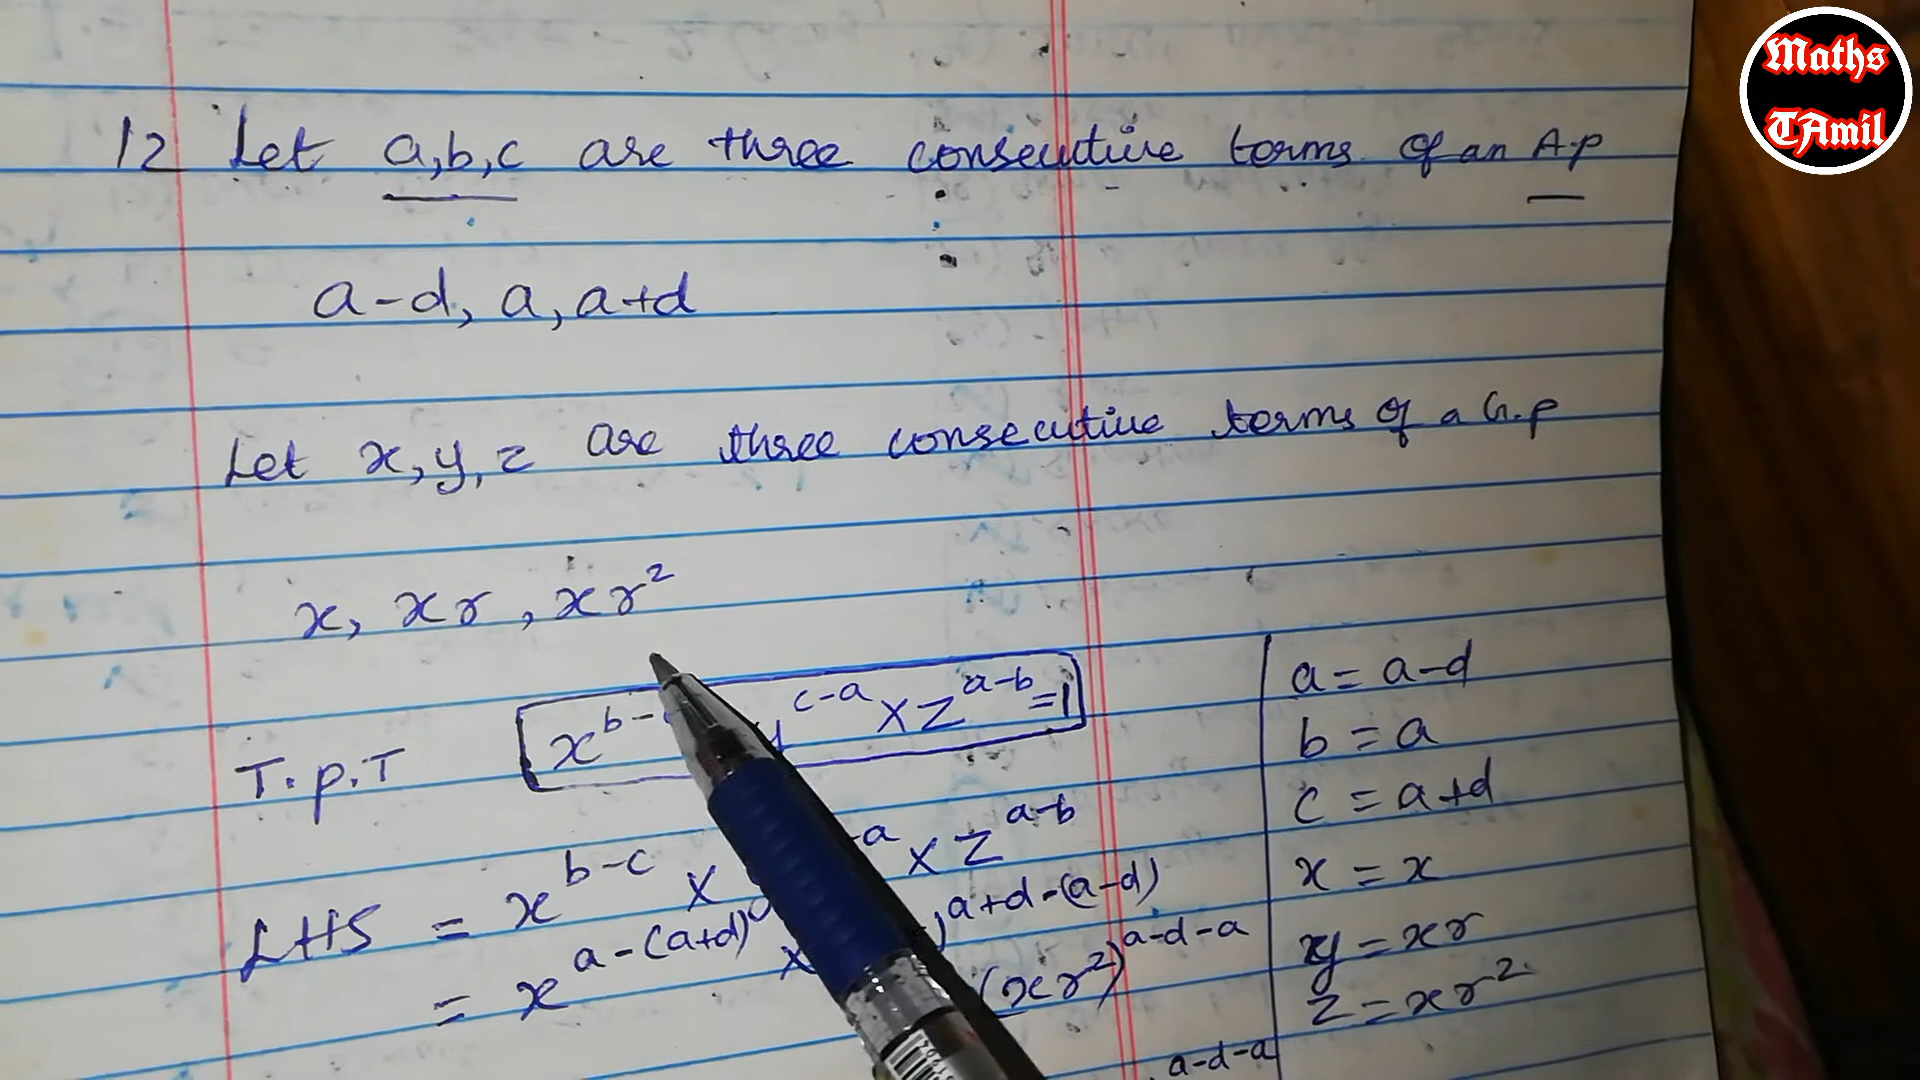 Maths
TAmil
12 Let a,b,c are three consecutive terms of an A.p
a-d, a, a+d
Let x, y, z are three consecutive terms of a G.p
x, xr, xr²
T.p.T x^b- ^c-a × z^a-b =1
LHS = x^b-c × -a × z^a-b
= x^a-(a+d) × )^a+d-(a-d) (xr²)^a-d-a
a-d-a
a = a-d
b = a
c = a+d
x = x
y = xr
z = xr²